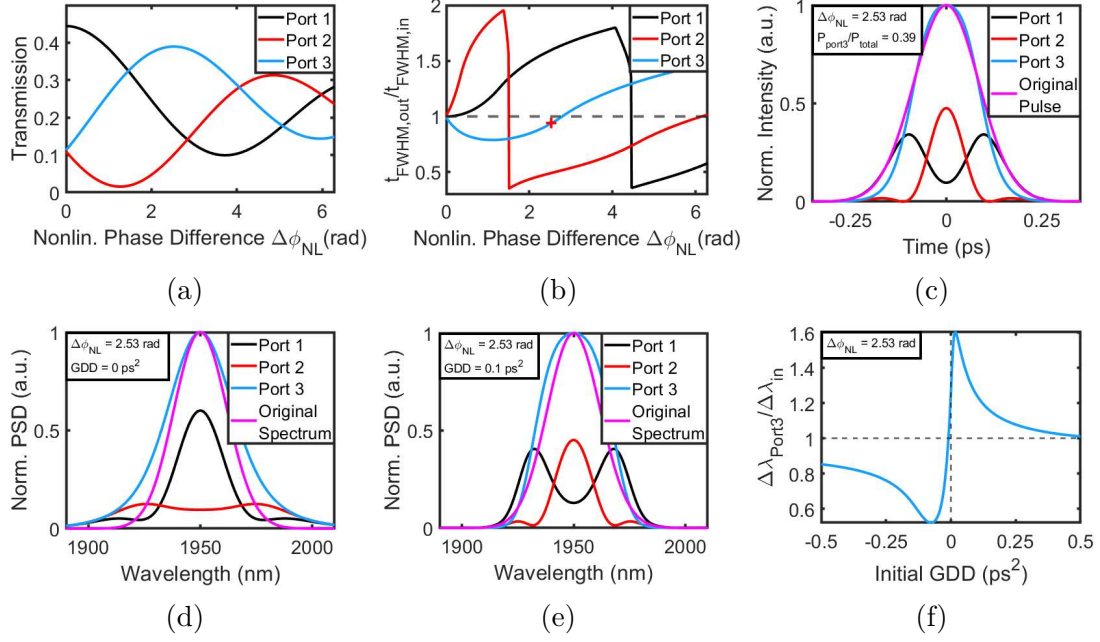 Transmission
0.4
0.3
0.2
0.1
0
0
2
4
6
Port 1
Port 2
Port 3
Nonlin. Phase Difference Δϕ_NL(rad)
(a)
t_FWHM,out/t_FWHM,in
2
1.5
1
0.5
0
2
4
6
Port 1
Port 2
Port 3
Nonlin. Phase Difference Δϕ_NL(rad)
(b)
Norm. Intensity (a.u.)
1
0.5
0
-0.25
0
0.25
Δϕ_NL = 2.53 rad
P_port3/P_total = 0.39
Port 1
Port 2
Port 3
Original
Pulse
Time (ps)
(c)
Norm. PSD (a.u.)
1
0.5
0
1900
1950
2000
Δϕ_NL = 2.53 rad
GDD = 0 ps²
Port 1
Port 2
Port 3
Original
Spectrum
Wavelength (nm)
(d)
Norm. PSD (a.u.)
1
0.5
0
1900
1950
2000
Δϕ_NL = 2.53 rad
GDD = 0.1 ps²
Port 1
Port 2
Port 3
Original
Spectrum
Wavelength (nm)
(e)
Δλ_Port3/Δλ_in
1.6
1.4
1.2
1
0.8
0.6
-0.5
-0.25
0
0.25
0.5
Δϕ_NL = 2.53 rad
Initial GDD (ps²)
(f)